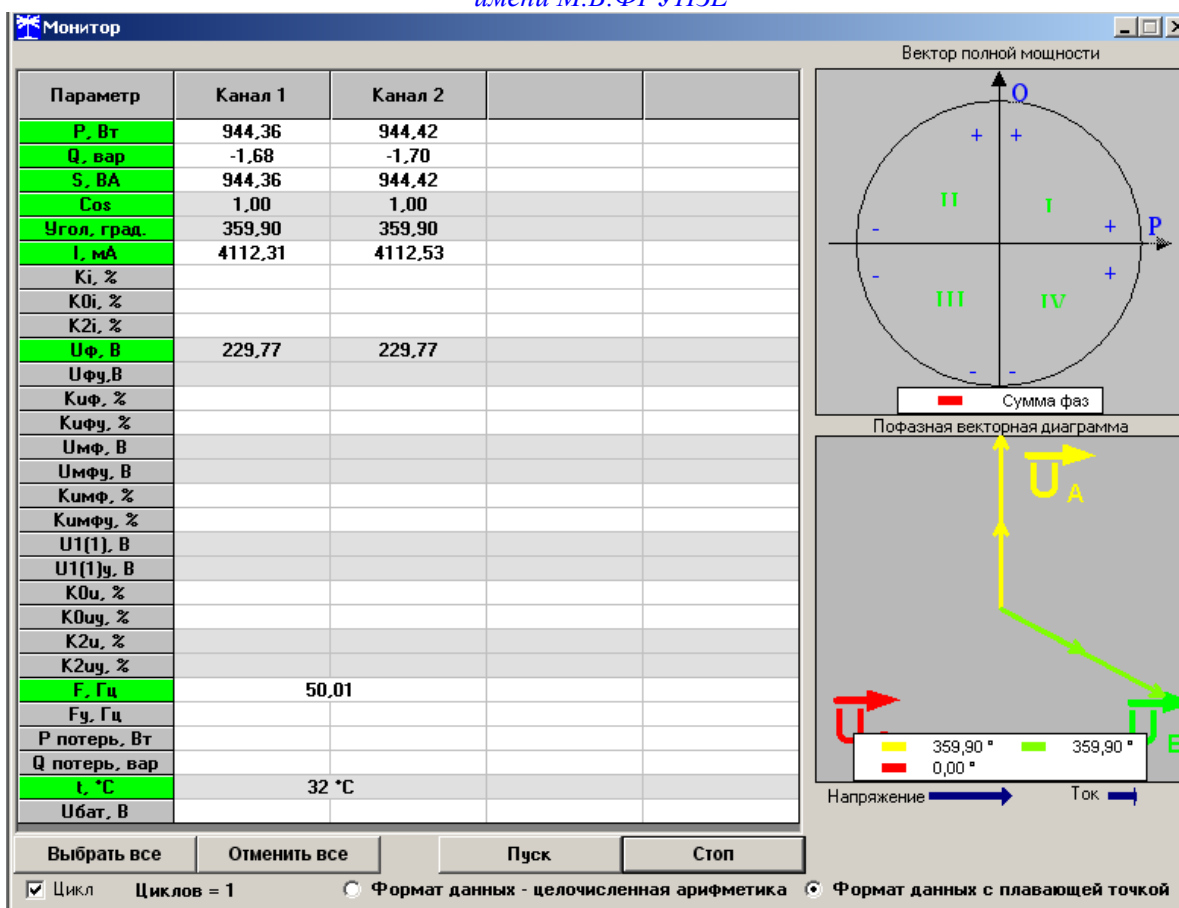 имени М.В.ФРУНЗЕ
Монитор
Параметр Канал 1 Канал 2
P, Вт 944,36 944,42
Q, вар -1,68 -1,70
S, ВА 944,36 944,42
Cos 1,00 1,00
Угол, град. 359,90 359,90
I, мА 4112,31 4112,53
Ki, %
K0i, %
K2i, %
Uф, В 229,77 229,77
Uфу,В
Kuф, %
Kuфу, %
Uмф, В
Uмфу, В
Kuмф, %
Kuмфу, %
U1(1), В
U1(1)у, В
K0u, %
K0uy, %
K2u, %
K2uy, %
F, Гц 50,01
Fy, Гц
P потерь, Вт
Q потерь, вар
t, °C 32 °C
Uбат, В
Выбрать все Отменить все Пуск Стоп
Цикл Циклов = 1 Формат данных - целочисленная арифметика Формат данных с плавающей точкой
Вектор полной мощности
Q
+ +
II I
- + P
- +
III IV
- -
Сумма фаз
Пофазная векторная диаграмма
U A
U U B
359,90 ° 359,90 °
0,00 °
Напряжение Ток